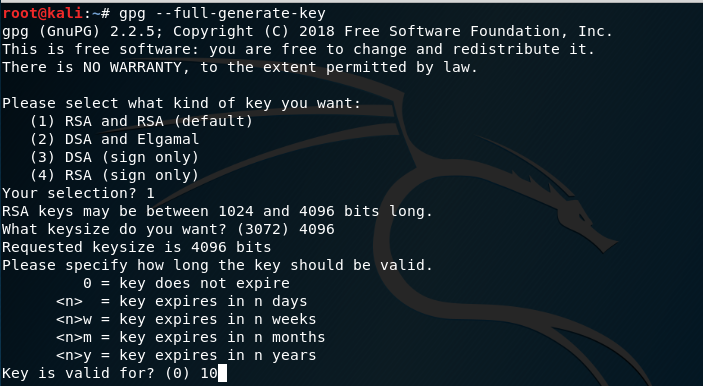 root@kali:~# gpg --full-generate-key
gpg (GnuPG) 2.2.5; Copyright (C) 2018 Free Software Foundation, Inc.
This is free software: you are free to change and redistribute it.
There is NO WARRANTY, to the extent permitted by law.

Please select what kind of key you want:
   (1) RSA and RSA (default)
   (2) DSA and Elgamal
   (3) DSA (sign only)
   (4) RSA (sign only)
Your selection? 1
RSA keys may be between 1024 and 4096 bits long.
What keysize do you want? (3072) 4096
Requested keysize is 4096 bits
Please specify how long the key should be valid.
         0 = key does not expire
      <n>  = key expires in n days
      <n>w = key expires in n weeks
      <n>m = key expires in n months
      <n>y = key expires in n years
Key is valid for? (0) 10